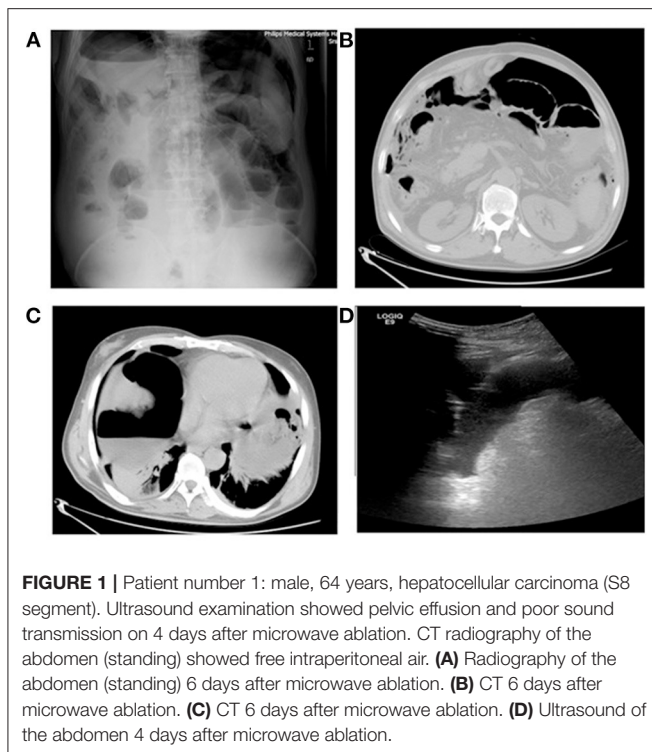 A
Philips Medical Systems
B
C
D
LOGIQ
E9
FIGURE 1 | Patient number 1: male, 64 years, hepatocellular carcinoma (S8
segment). Ultrasound examination showed pelvic effusion and poor sound
transmission on 4 days after microwave ablation. CT radiography of the
abdomen (standing) showed free intraperitoneal air. (A) Radiography of the
abdomen (standing) 6 days after microwave ablation. (B) CT 6 days after
microwave ablation. (C) CT 6 days after microwave ablation. (D) Ultrasound of
the abdomen 4 days after microwave ablation.